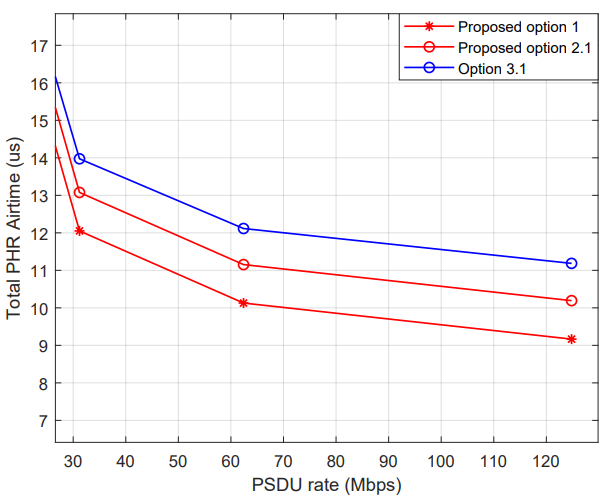 Proposed option 1
Proposed option 2.1
Option 3.1
Total PHR Airtime (us)
17
16
15
14
13
12
11
10
9
8
7
30 40 50 60 70 80 90 100 110 120
PSDU rate (Mbps)